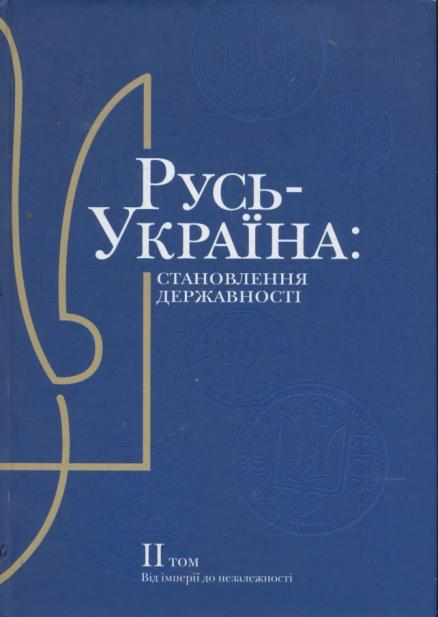 Русь-
Україна:
становлення
державності
II том
Від імперії до незалежності